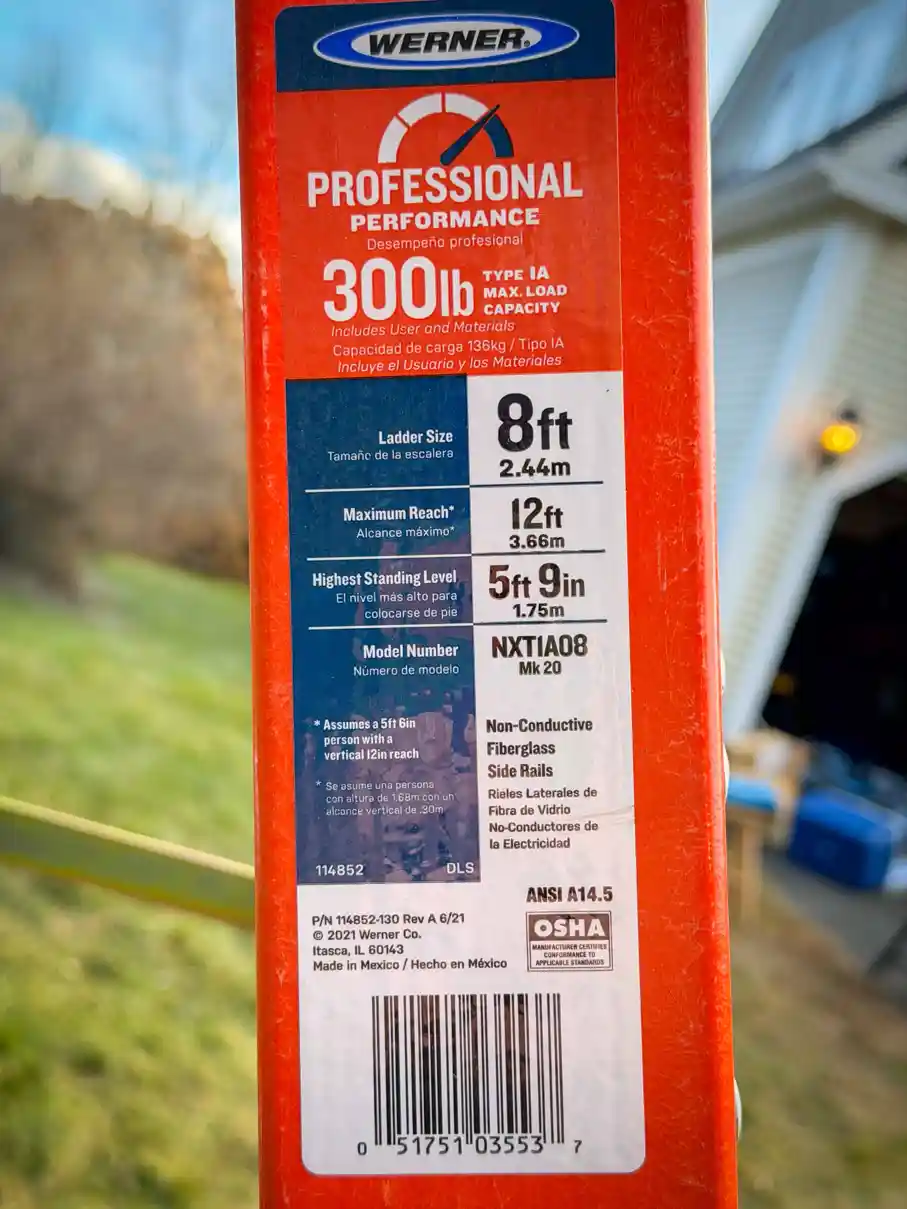 WERNER®
PROFESSIONAL
PERFORMANCE
Desempeño profesional
300lb TYPE IA
MAX. LOAD
CAPACITY
Includes User and Materials
Capacidad de carga 136kg / Tipo IA
Incluye el Usuario y los Materiales
Ladder Size
Tamaño de la escalera
8ft
2.44m
Maximum Reach*
Alcance máximo*
12ft
3.66m
Highest Standing Level
El nivel más alto para
colocarse de pie
5ft 9in
1.75m
Model Number
Número de modelo
NXT1A08
Mk 20
* Assumes a 5ft 6in
person with a
vertical 12in reach
* Se asume una persona
con altura de 1.68m con un
alcance vertical de .30m
114852 DLS
Non-Conductive
Fiberglass
Side Rails
Rieles Laterales de
Fibra de Vidrio
No-Conductores de
la Electricidad
ANSI A14.5
OSHA
MANUFACTURER CERTIFIES
CONFORMANCE TO
APPLICABLE STANDARDS
P/N 114852-130 Rev A 6/21
© 2021 Werner Co.
Itasca, IL 60143
Made in Mexico / Hecho en México
0 51751 03553 7